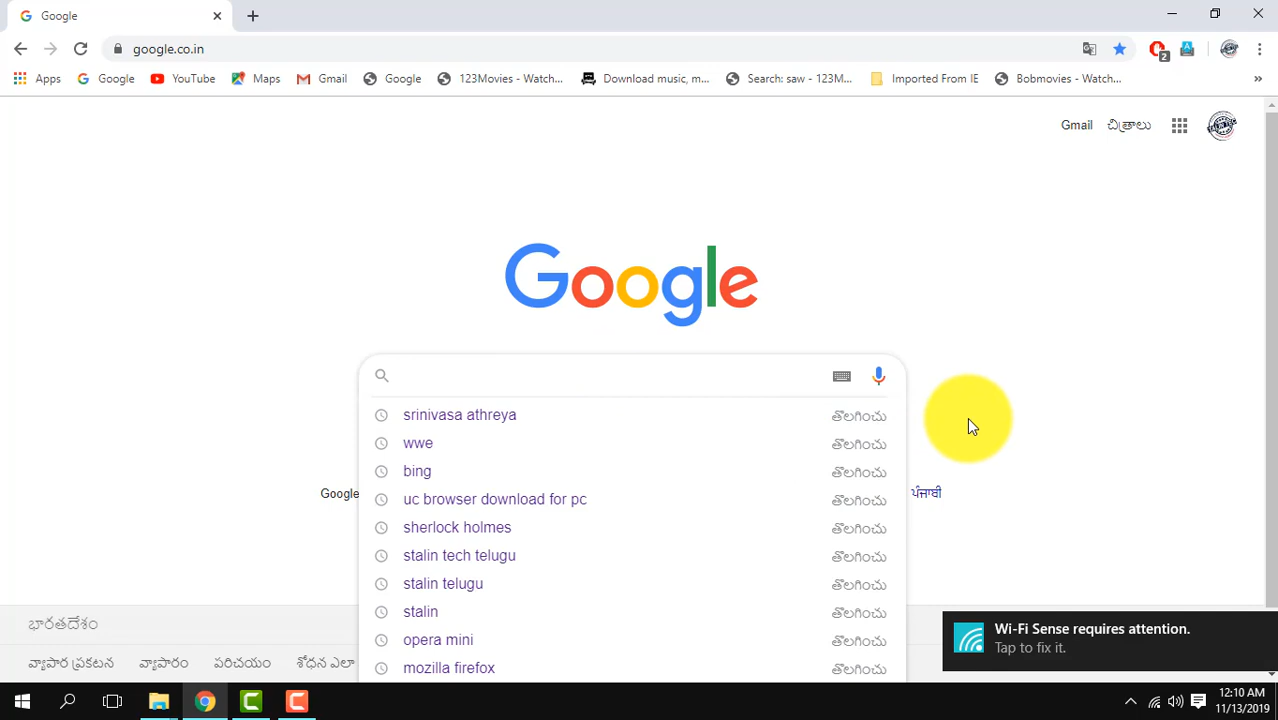 Google
google.co.in
2
Apps Google YouTube Maps Gmail Google 123Movies - Watch... Download music, m... Search: saw - 123M... Imported From IE Bobmovies - Watch... »
Gmail చిత్రాలు
Google
srinivasa athreya తొలగించు
wwe తొలగించు
bing తొలగించు
uc browser download for pc తొలగించు
Google ਪੰਜਾਬੀ
sherlock holmes తొలగించు
stalin tech telugu తొలగించు
stalin telugu తొలగించు
stalin తొలగించు
opera mini తొలగించు
mozilla firefox తొలగించు
భారతదేశం
వ్యాపార ప్రకటన వ్యాపారం పరిచయం శోధన ఎలా
Wi-Fi Sense requires attention.
Tap to fix it.
12:10 AM
11/13/2019